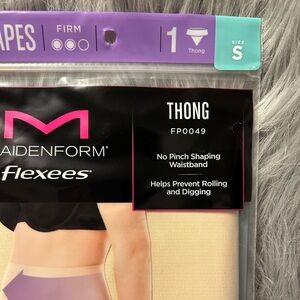 APES
FIRM
1
Thong
SIZE
S
THONG
FP0049
AIDENFORM®
flexees®
No Pinch Shaping
Waistband
Helps Prevent Rolling
and Digging